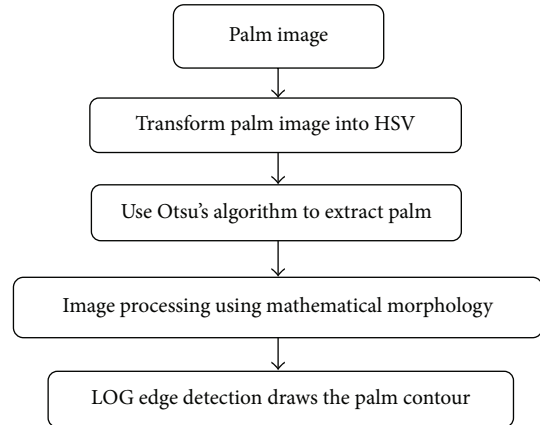 Palm image
Transform palm image into HSV
Use Otsu's algorithm to extract palm
Image processing using mathematical morphology
LOG edge detection draws the palm contour